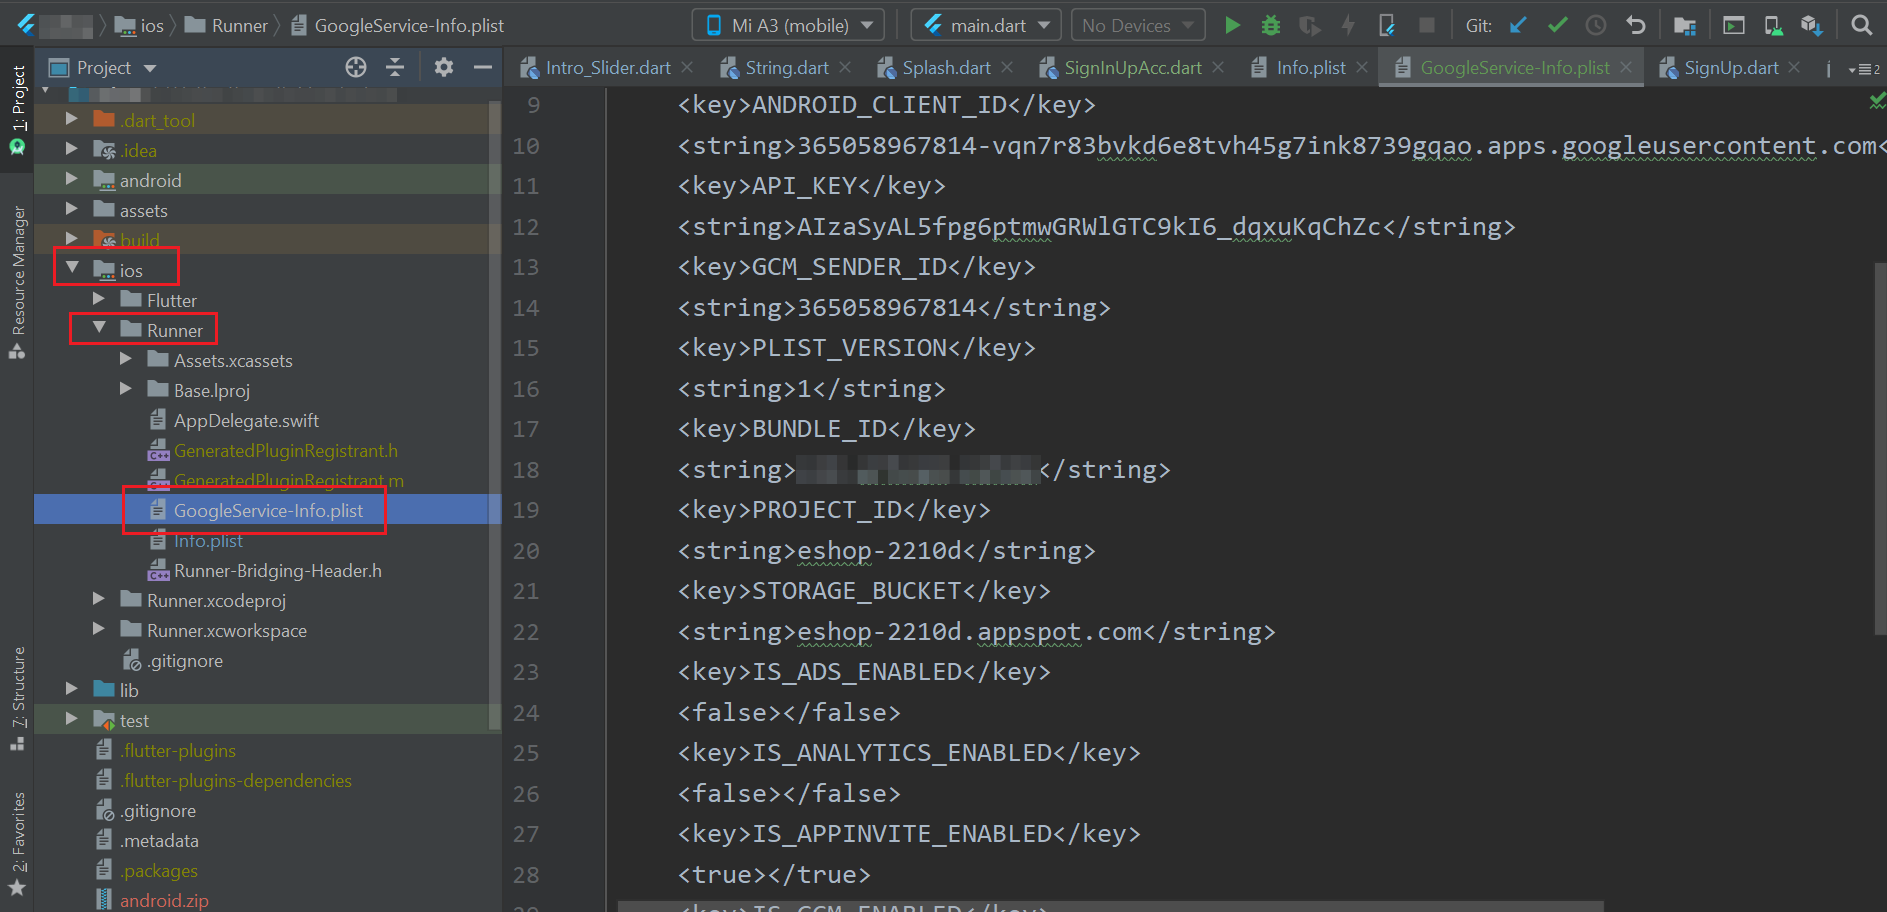 ios Runner GoogleService-Info.plist Mi A3 (mobile) main.dart No Devices Git:
Project Intro_Slider.dart String.dart Splash.dart SignInUpAcc.dart Info.plist GoogleService-Info.plist SignUp.dart 2
1: Project
Resource Manager
7: Structure
2: Favorites
.dart_tool
.idea
android
assets
build
ios
Flutter
Runner
Assets.xcassets
Base.lproj
AppDelegate.swift
GeneratedPluginRegistrant.h
GeneratedPluginRegistrant.m
GoogleService-Info.plist
Info.plist
Runner-Bridging-Header.h
Runner.xcodeproj
Runner.xcworkspace
.gitignore
lib
test
.flutter-plugins
.flutter-plugins-dependencies
.gitignore
.metadata
.packages
android.zip
9 <key>ANDROID_CLIENT_ID</key>
10 <string>365058967814-vqn7r83bvkd6e8tvh45g7ink8739gqao.apps.googleusercontent.com<
11 <key>API_KEY</key>
12 <string>AIzaSyAL5fpg6ptmwGRWlGTC9kI6_dqxuKqChZc</string>
13 <key>GCM_SENDER_ID</key>
14 <string>365058967814</string>
15 <key>PLIST_VERSION</key>
16 <string>1</string>
17 <key>BUNDLE_ID</key>
18 <string></string>
19 <key>PROJECT_ID</key>
20 <string>eshop-2210d</string>
21 <key>STORAGE_BUCKET</key>
22 <string>eshop-2210d.appspot.com</string>
23 <key>IS_ADS_ENABLED</key>
24 <false></false>
25 <key>IS_ANALYTICS_ENABLED</key>
26 <false></false>
27 <key>IS_APPINVITE_ENABLED</key>
28 <true></true>
29 <key>IS_GCM_ENABLED</key>